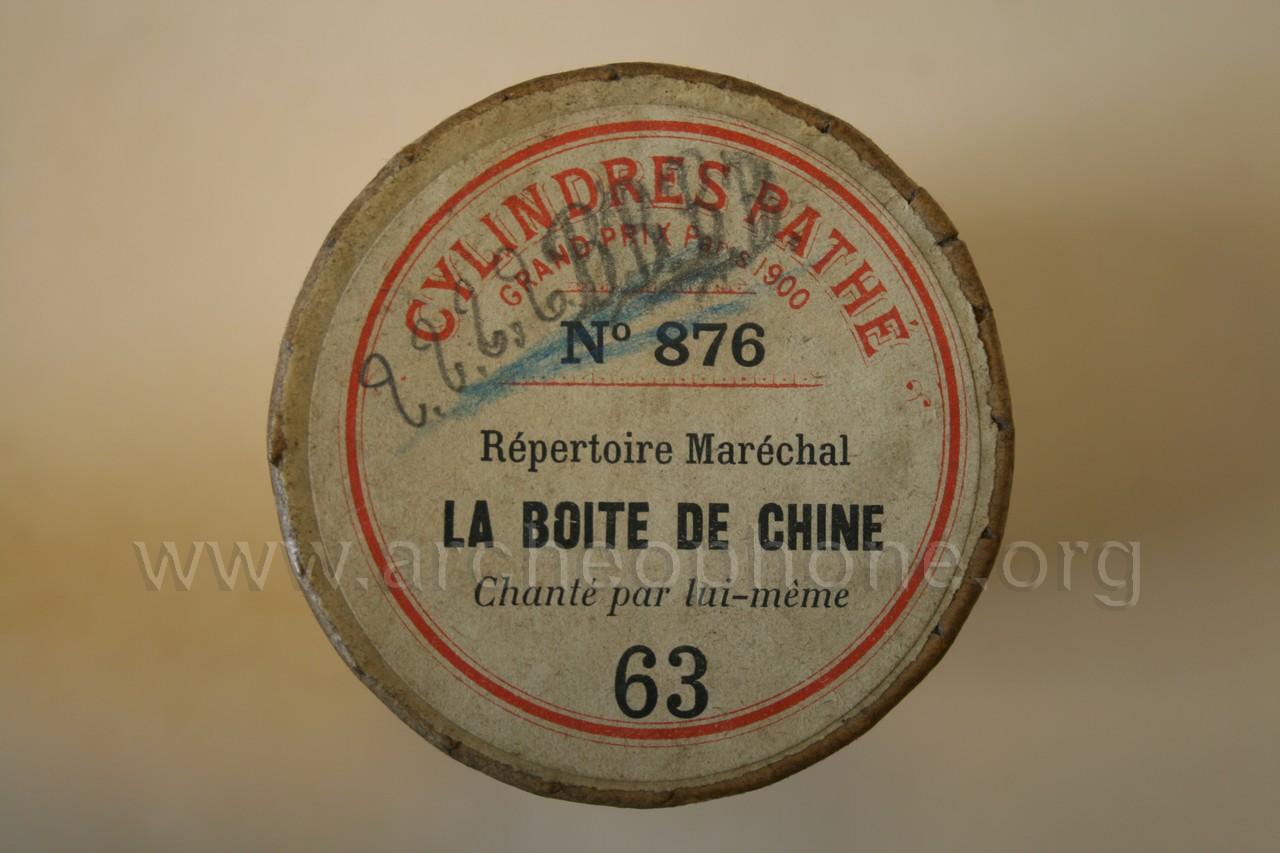 CYLINDRES PATHÉ
GRAND PRIX Paris 1900
Nº 876
Répertoire Maréchal
LA BOITE DE CHINE
www.archeophone.org
Chanté par lui-même
63